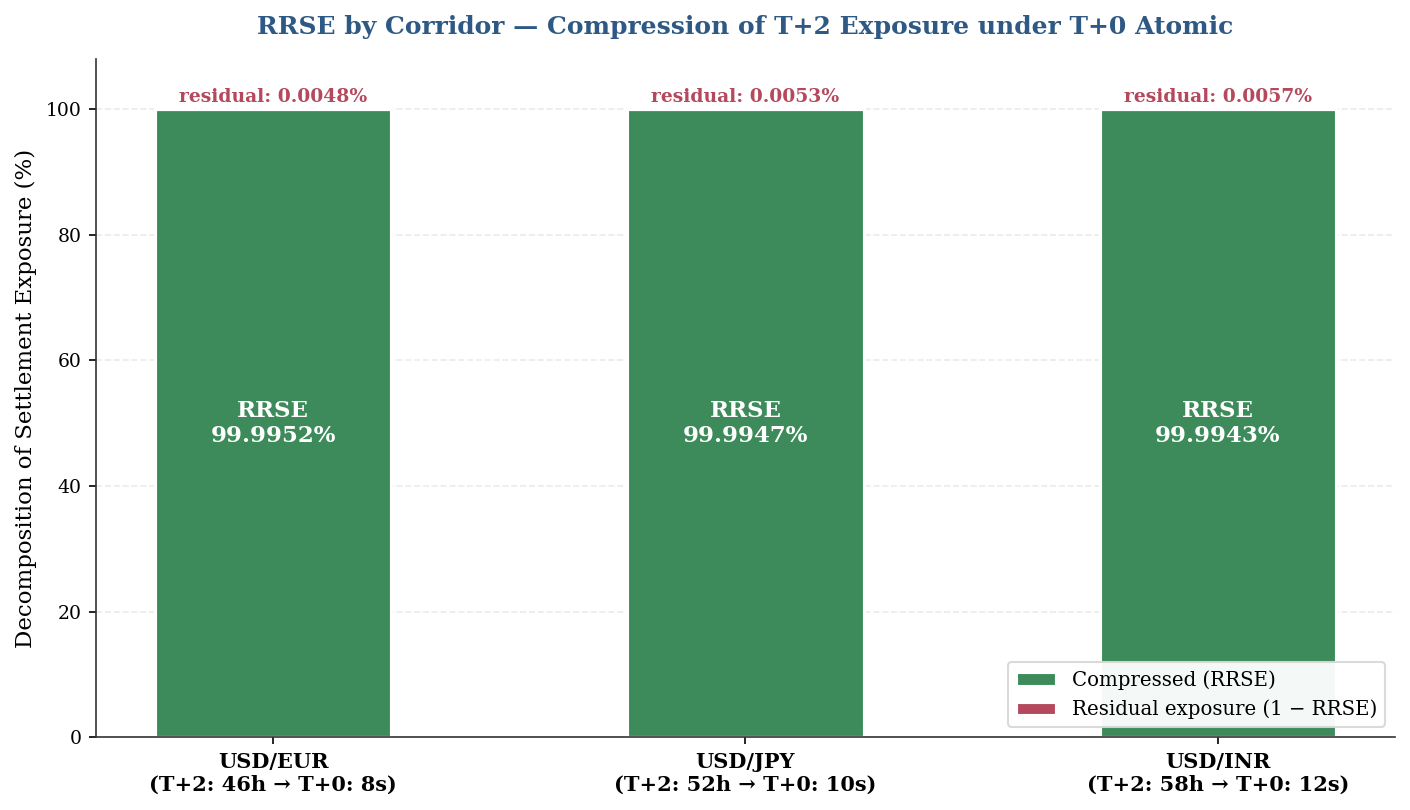 RRSE by Corridor — Compression of T+2 Exposure under T+0 Atomic
Decomposition of Settlement Exposure (%)
100
80
60
40
20
0
residual: 0.0048%
residual: 0.0053%
residual: 0.0057%
RRSE
99.9952%
RRSE
99.9947%
RRSE
99.9943%
Compressed (RRSE)
Residual exposure (1 − RRSE)
USD/EUR
(T+2: 46h → T+0: 8s)
USD/JPY
(T+2: 52h → T+0: 10s)
USD/INR
(T+2: 58h → T+0: 12s)